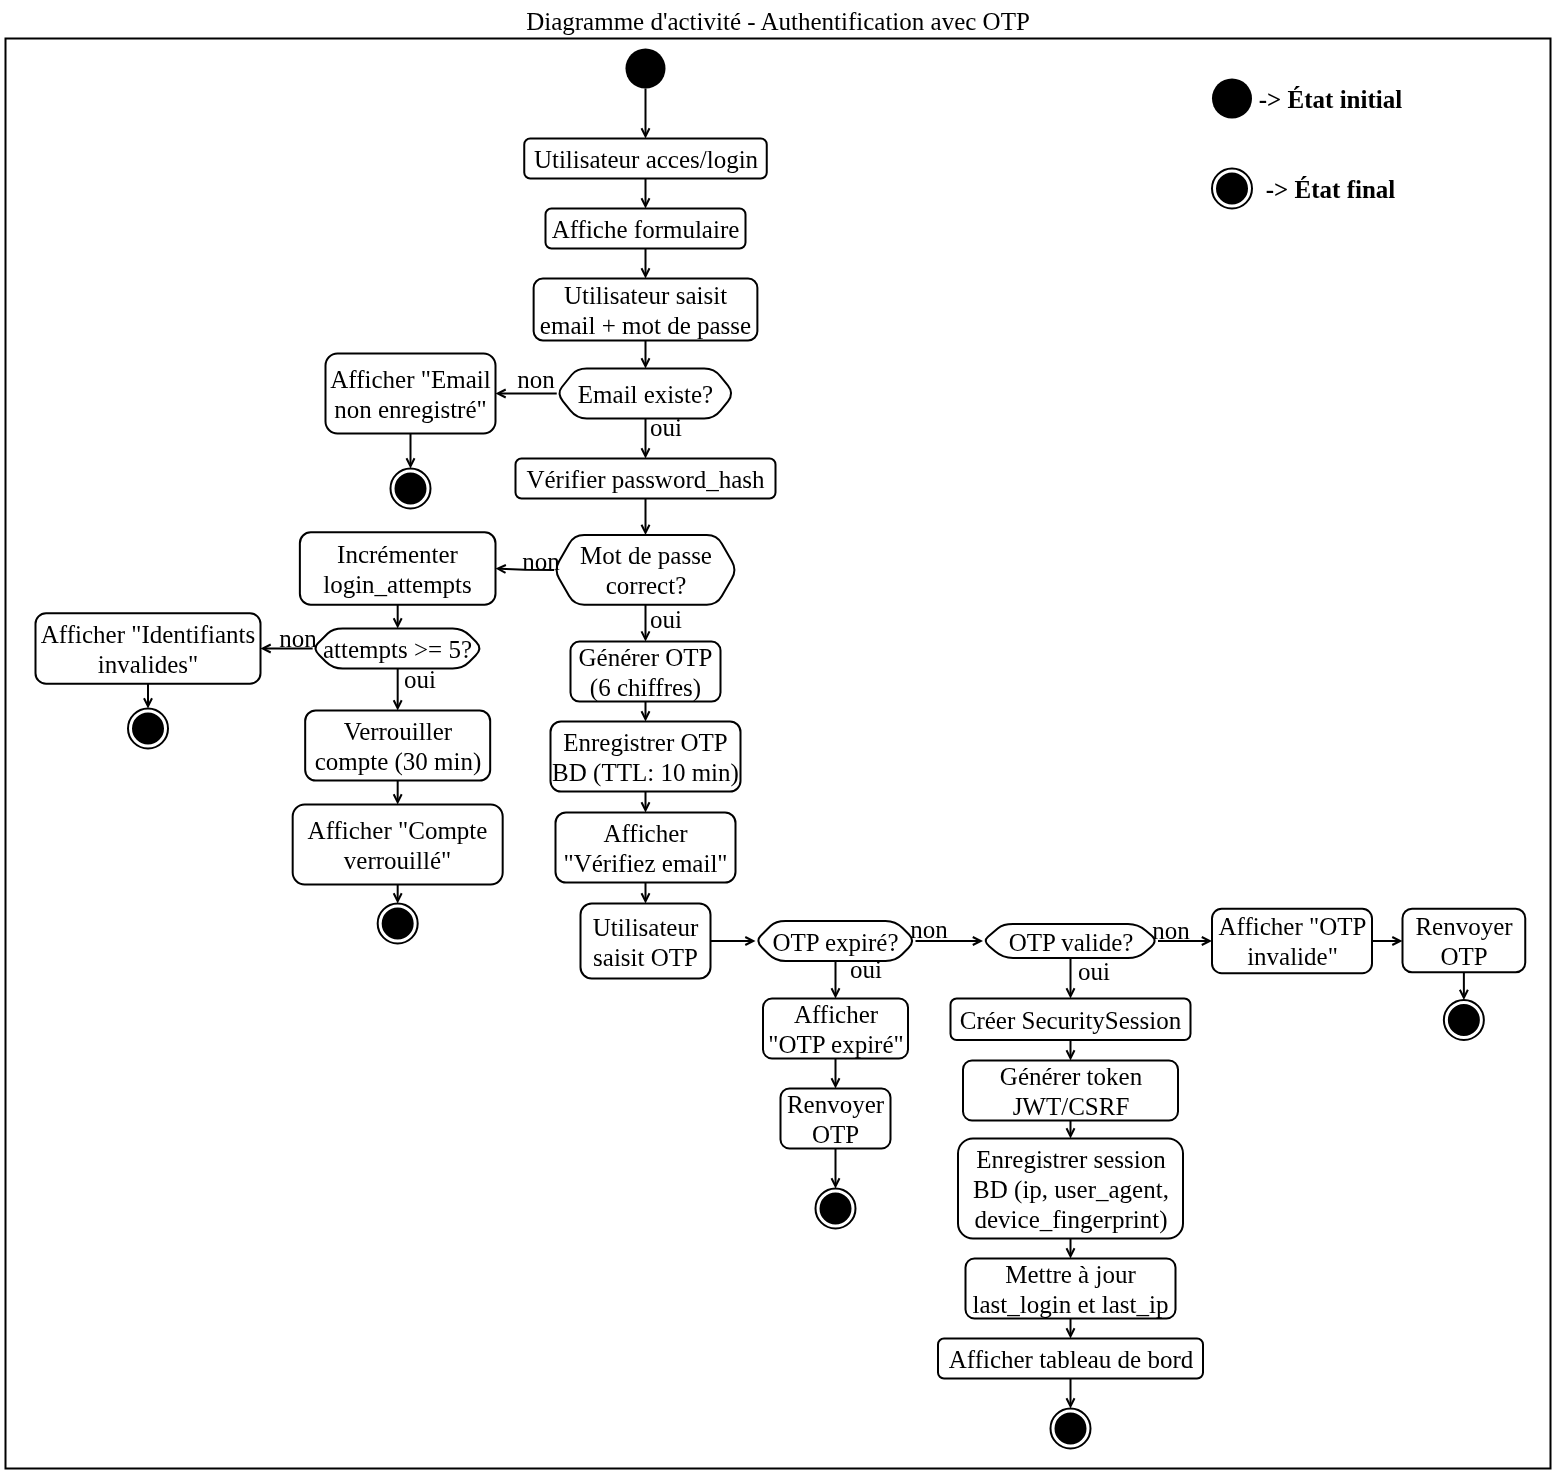 Diagramme d'activité - Authentification avec OTP
-> État initial
-> État final
Utilisateur acces/login
Affiche formulaire
Utilisateur saisit
email + mot de passe
Email existe?
non
Afficher "Email
non enregistré"
oui
Vérifier password_hash
Mot de passe
correct?
non
Incrémenter
login_attempts
attempts >= 5?
non
Afficher "Identifiants
invalides"
oui
Verrouiller
compte (30 min)
Afficher "Compte
verrouillé"
oui
Générer OTP
(6 chiffres)
Enregistrer OTP
BD (TTL: 10 min)
Afficher
"Vérifiez email"
Utilisateur
saisit OTP
OTP expiré?
oui
Afficher
"OTP expiré"
Renvoyer
OTP
non
OTP valide?
non
Afficher "OTP
invalide"
Renvoyer
OTP
oui
Créer SecuritySession
Générer token
JWT/CSRF
Enregistrer session
BD (ip, user_agent,
device_fingerprint)
Mettre à jour
last_login et last_ip
Afficher tableau de bord